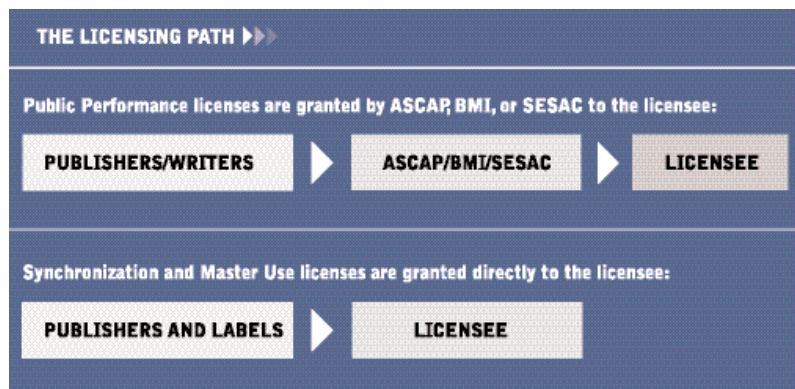 THE LICENSING PATH
Public Performance licenses are granted by ASCAP, BMI, or SESAC to the licensee:
PUBLISHERS/WRITERS
ASCAP/BMI/SESAC
LICENSEE
Synchronization and Master Use licenses are granted directly to the licensee:
PUBLISHERS AND LABELS
LICENSEE